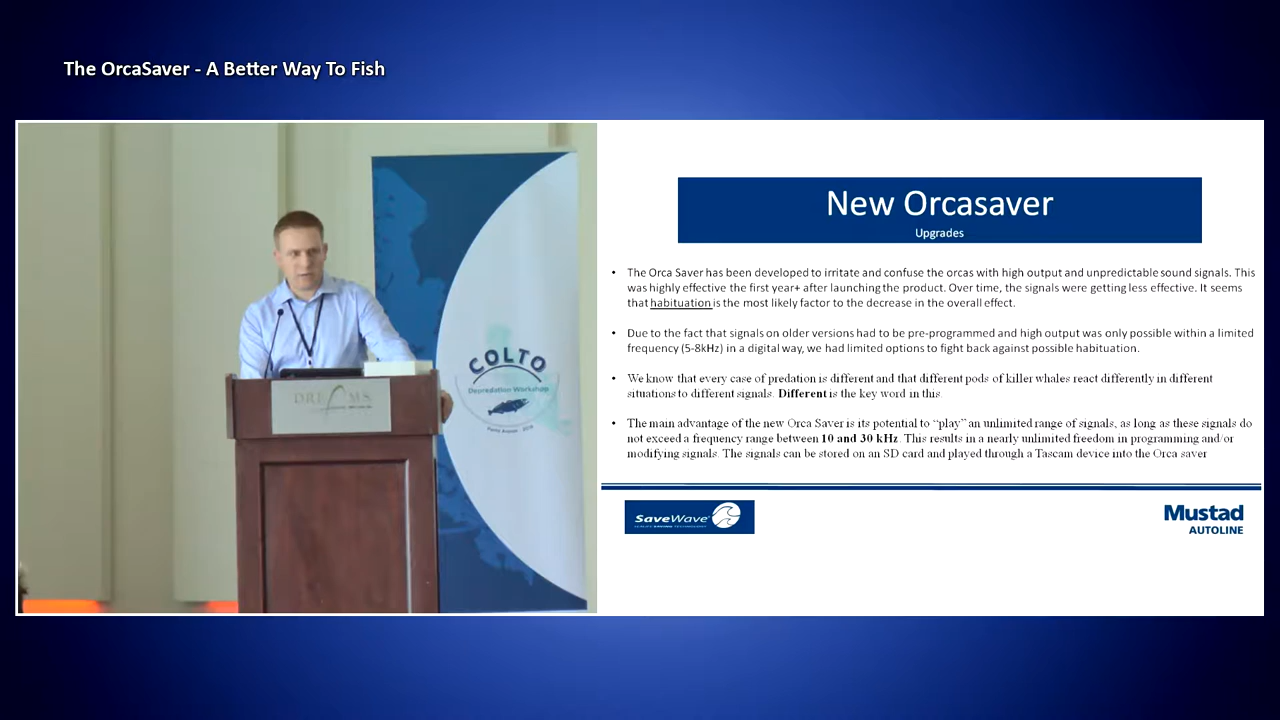 The OrcaSaver - A Better Way To Fish
DREAMS
COLTO
Depredation Workshop
New Orcasaver
Upgrades
• The Orca Saver has been developed to irritate and confuse the orcas with high output and unpredictable sound signals. This
was highly effective the first year+ after launching the product. Over time, the signals were getting less effective. It seems
that habituation is the most likely factor to the decrease in the overall effect.
• Due to the fact that signals on older versions had to be pre-programmed and high output was only possible within a limited
frequency (5-8kHz) in a digital way, we had limited options to fight back against possible habituation.
• We know that every case of predation is different and that different pods of killer whales react differently in different
situations to different signals. Different is the key word in this
• The main advantage of the new Orca Saver is its potential to “play” an unlimited range of signals, as long as these signals do
not exceed a frequency range between 10 and 30 kHz. This results in a nearly unlimited freedom in programming and/or
modifying signals. The signals can be stored on an SD card and played through a Tascam device into the Orca saver
SaveWave
Mustad
AUTOLINE